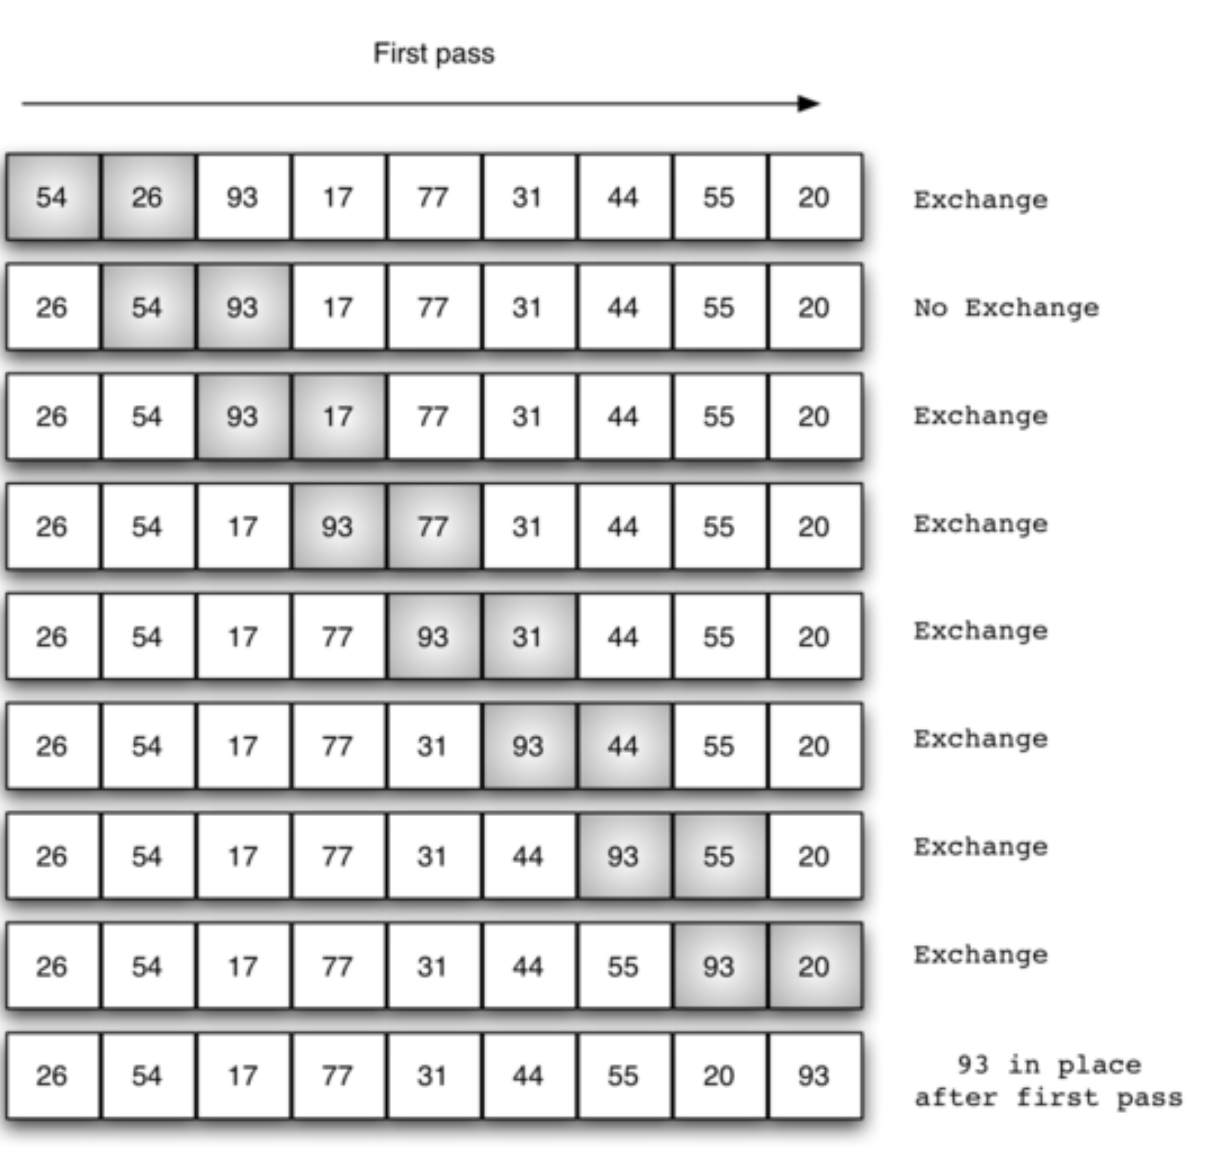 First pass
54 26 93 17 77 31 44 55 20 Exchange
26 54 93 17 77 31 44 55 20 No Exchange
26 54 93 17 77 31 44 55 20 Exchange
26 54 17 93 77 31 44 55 20 Exchange
26 54 17 77 93 31 44 55 20 Exchange
26 54 17 77 31 93 44 55 20 Exchange
26 54 17 77 31 44 93 55 20 Exchange
26 54 17 77 31 44 55 93 20 Exchange
26 54 17 77 31 44 55 20 93 93 in place
after first pass